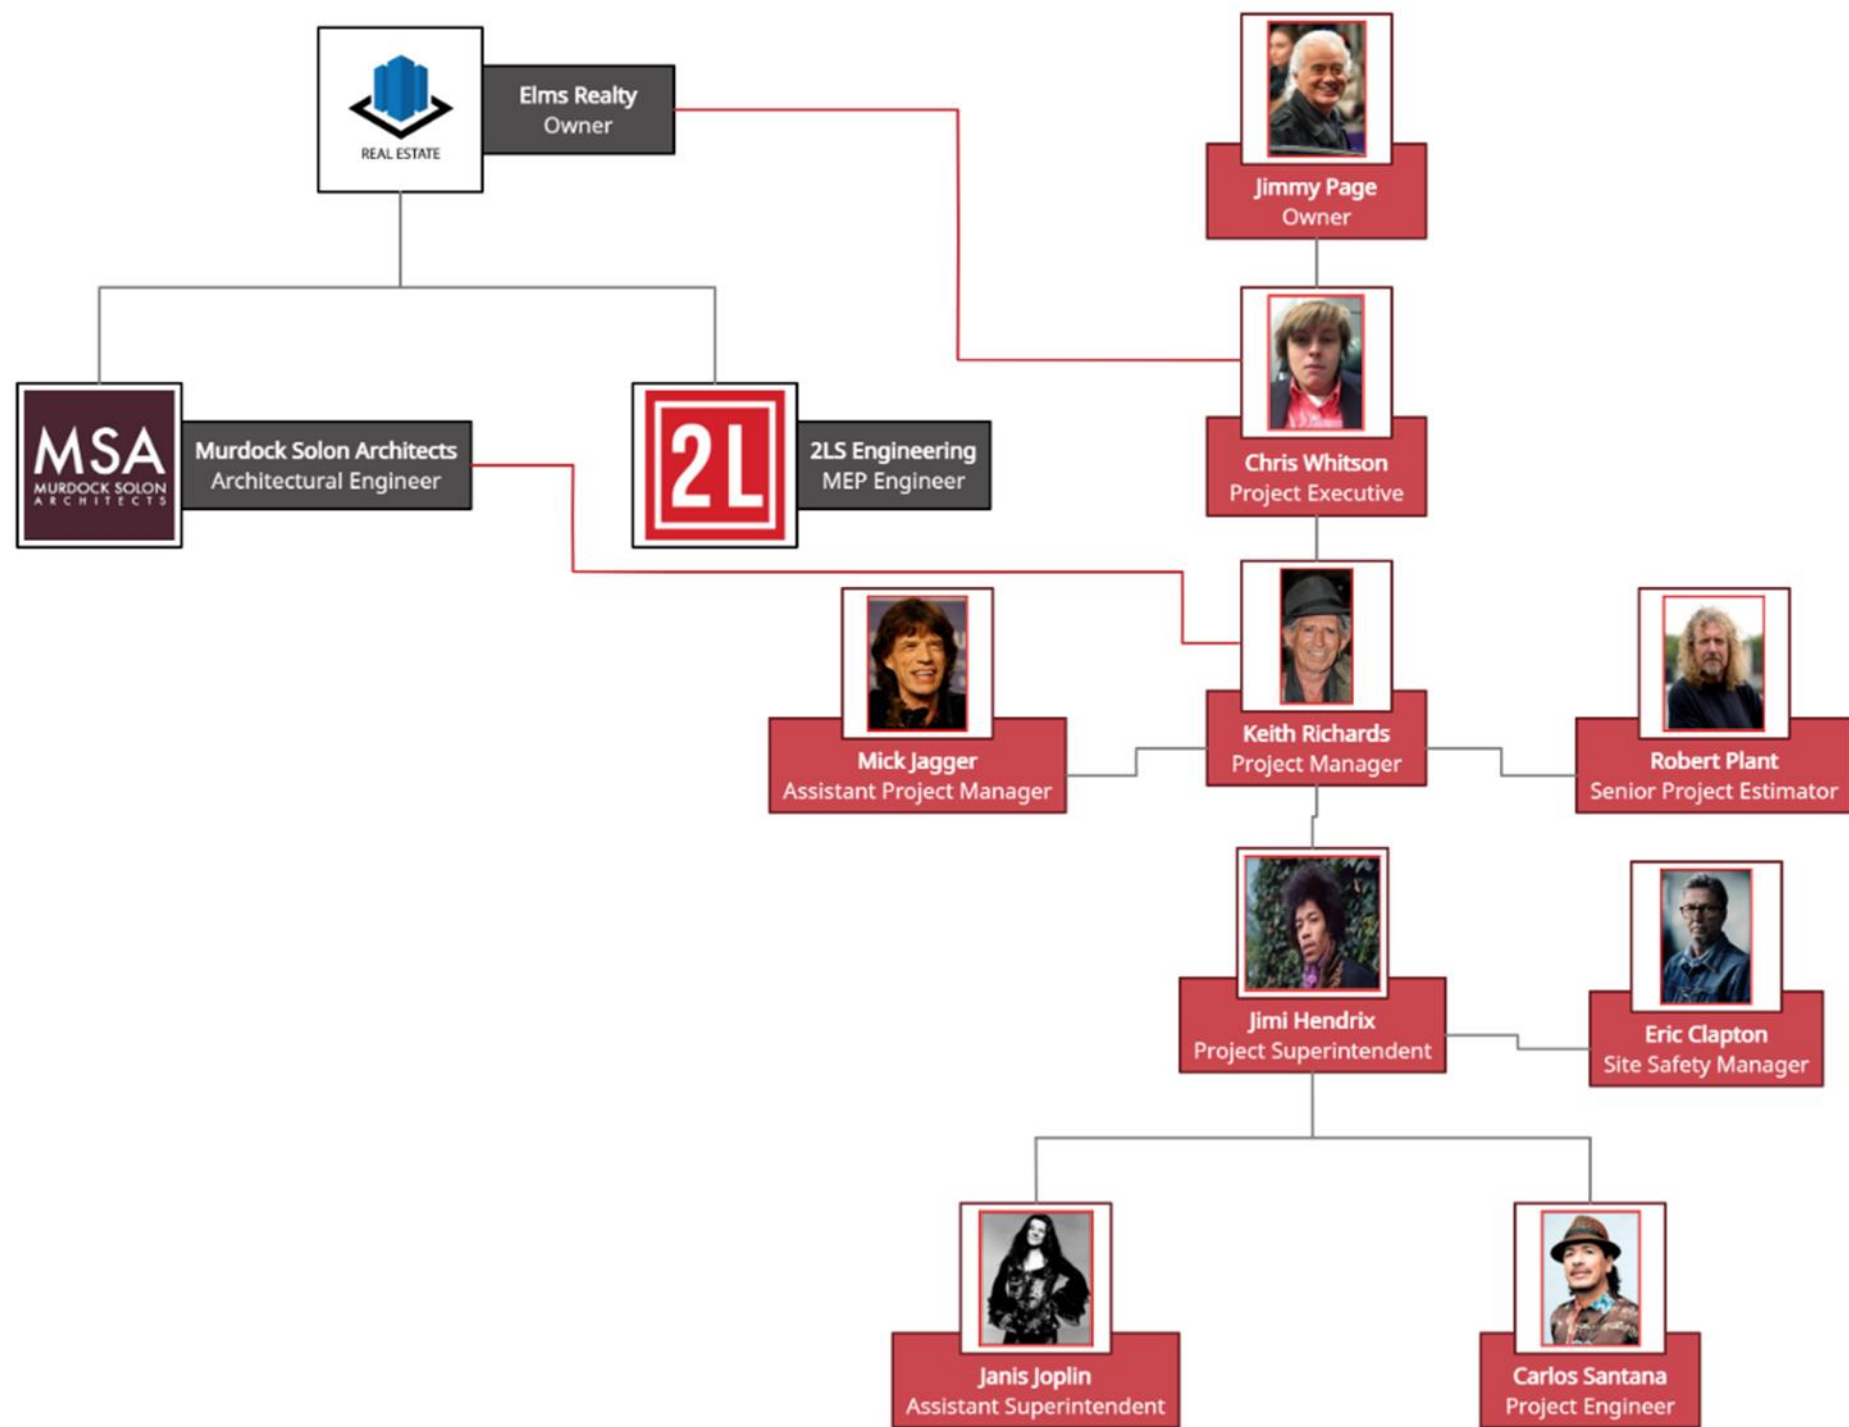 REAL ESTATE
Elms Realty
Owner
Jimmy Page
Owner
MSA
MURDOCK SOLON
ARCHITECTS
Murdock Solon Architects
Architectural Engineer
2L
2LS Engineering
MEP Engineer
Chris Whitson
Project Executive
Mick Jagger
Assistant Project Manager
Keith Richards
Project Manager
Robert Plant
Senior Project Estimator
Jimi Hendrix
Project Superintendent
Eric Clapton
Site Safety Manager
Janis Joplin
Assistant Superintendent
Carlos Santana
Project Engineer